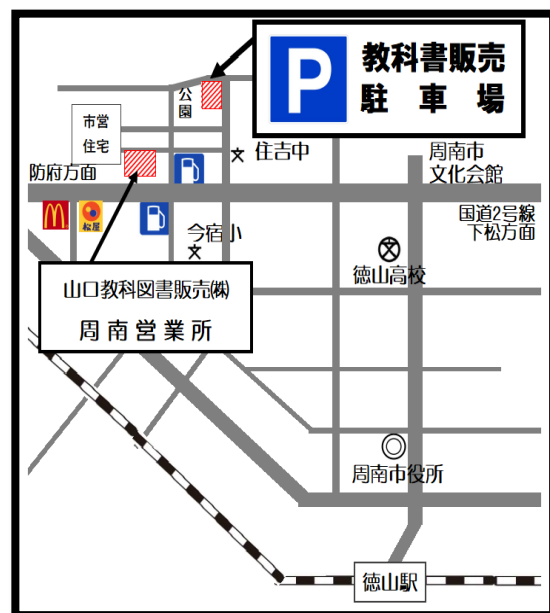 P
教科書販売
駐車場
公
園
市営
住宅
住吉中
周南市
文化会館
防府方面
国道2号線
下松方面
M
松屋
今宿小
徳山高校
山口教科図書販売㈱
周南営業所
周南市役所
徳山駅